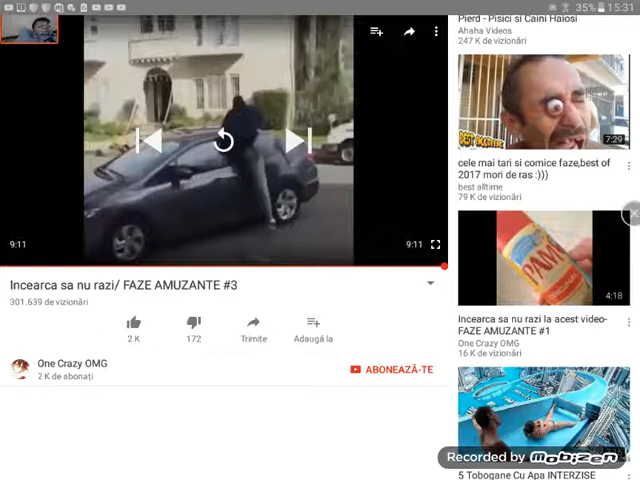 35% 15:31
9:11
9:11
Incearca sa nu razi/ FAZE AMUZANTE #3
301.639 de vizionări
2 K
172
Trimite
Adaugă la
One Crazy OMG
2 K de abonați
ABONEAZĂ-TE
Pierd - Pisici si Caini Haiosi
Ahaha Videos
247 K de vizionări
7:29
cele mai tari si comice faze,best of
2017 mori de ras :)))
best alltime
79 K de vizionări
PAM
4:18
Incearca sa nu razi la acest video-
FAZE AMUZANTE #1
One Crazy OMG
16 K de vizionări
Recorded by Mobizen
5 Tobogane Cu Apa INTERZISE